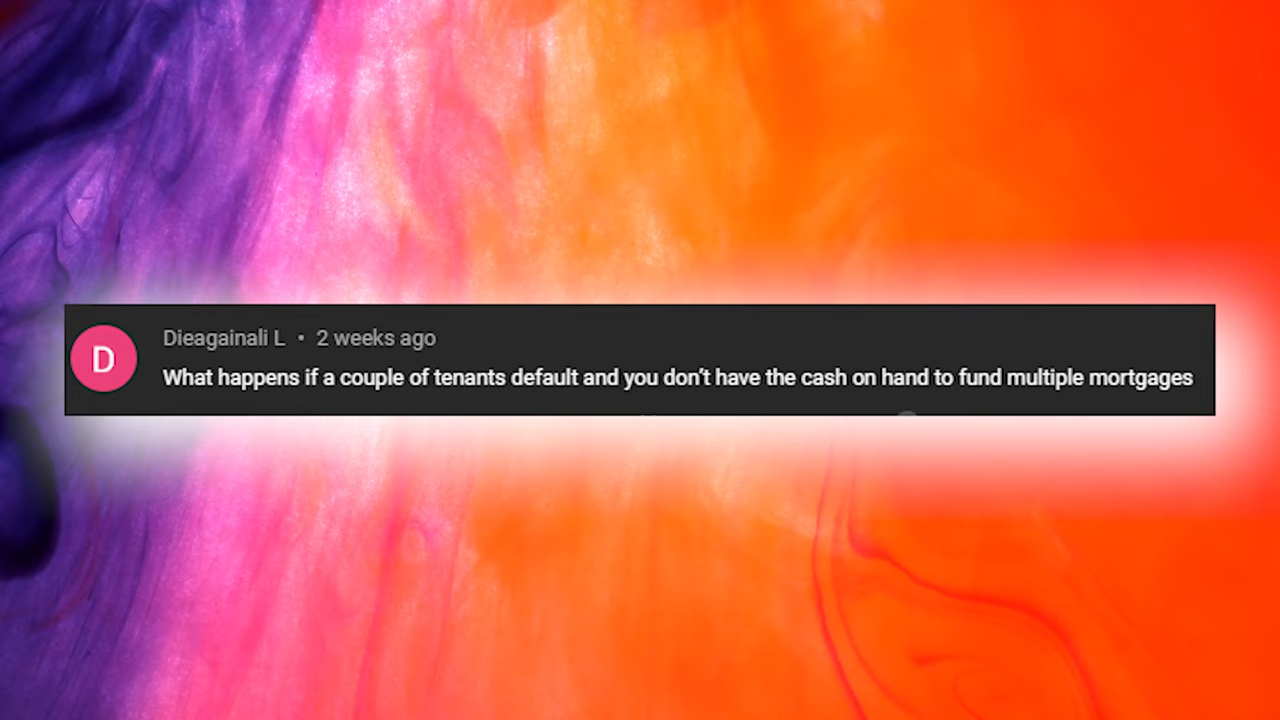 D
Dieagainali L • 2 weeks ago
What happens if a couple of tenants default and you don't have the cash on hand to fund multiple mortgages